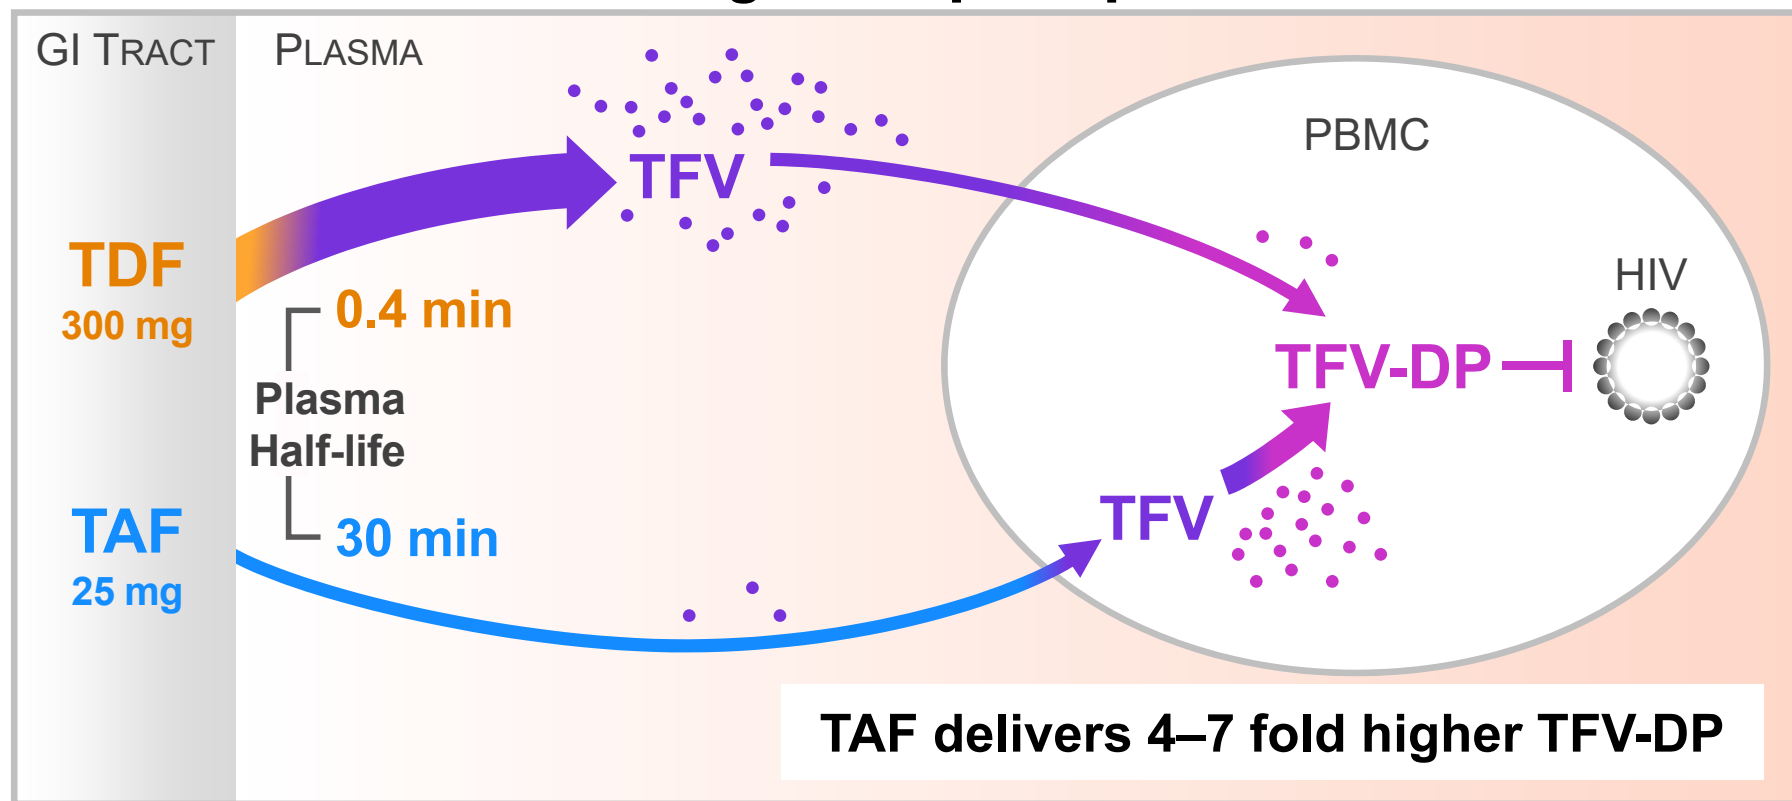 GI TRACT
PLASMA
TFV
PBMC
TDF
300 mg
0.4 min
HIV
TFV-DP
Plasma
Half-life
TAF
25 mg
30 min
TFV
TAF delivers 4–7 fold higher TFV-DP